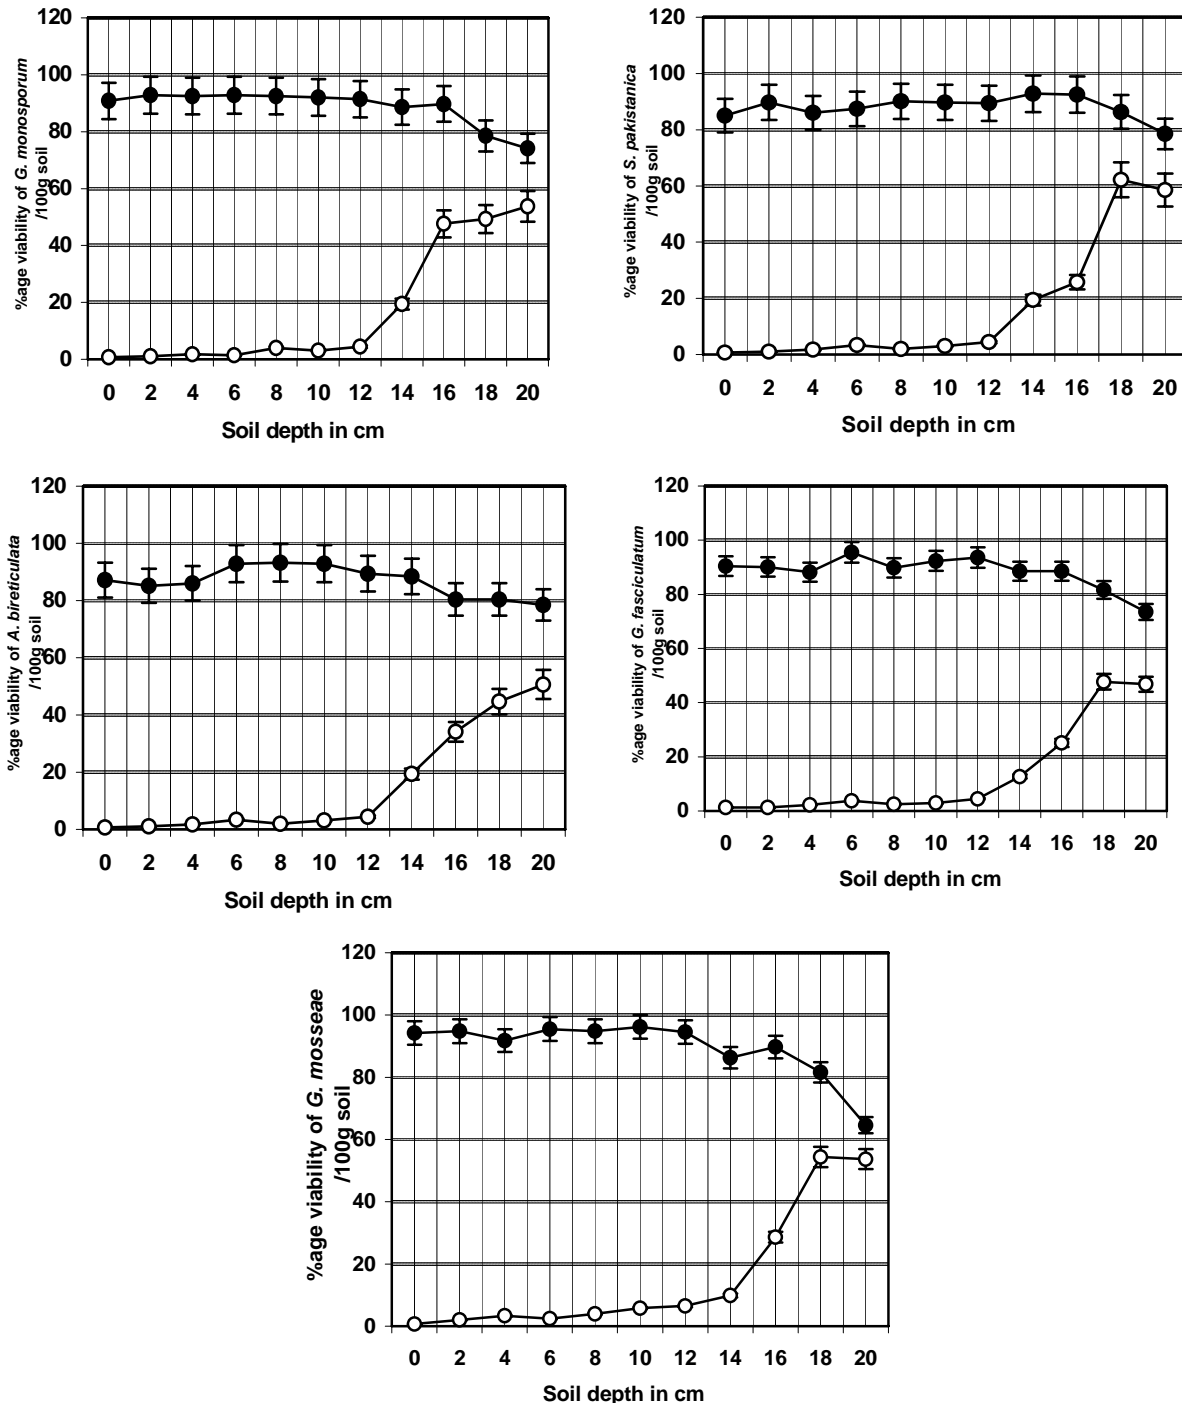 %age viability of G. monosporum
/100g soil
120
100
80
60
40
20
0
0 2 4 6 8 10 12 14 16 18 20
Soil depth in cm
%age viability of S. pakistanica
/100g soil
120
100
80
60
40
20
0
0 2 4 6 8 10 12 14 16 18 20
Soil depth in cm
%age viability of A. bireticulata
/100g soil
120
100
80
60
40
20
0
0 2 4 6 8 10 12 14 16 18 20
Soil depth in cm
%age viability of G. fasciculatum
/100g soil
120
100
80
60
40
20
0
0 2 4 6 8 10 12 14 16 18 20
Soil depth in cm
%age viability of G. mosseae
/100g soil
120
100
80
60
40
20
0
0 2 4 6 8 10 12 14 16 18 20
Soil depth in cm